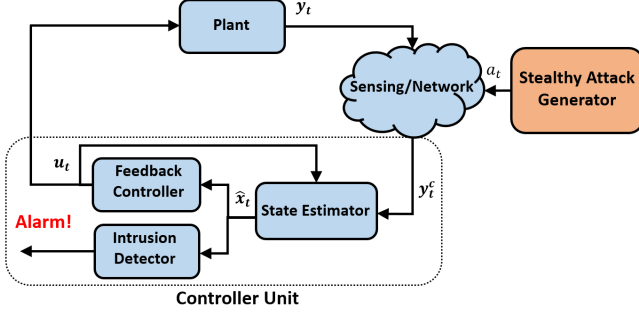 y_t
Plant
Sensing/Network
a_t
Stealthy Attack
Generator
u_t
Feedback
Controller
x̂_t
State Estimator
y_t^c
Alarm!
Intrusion
Detector
Controller Unit